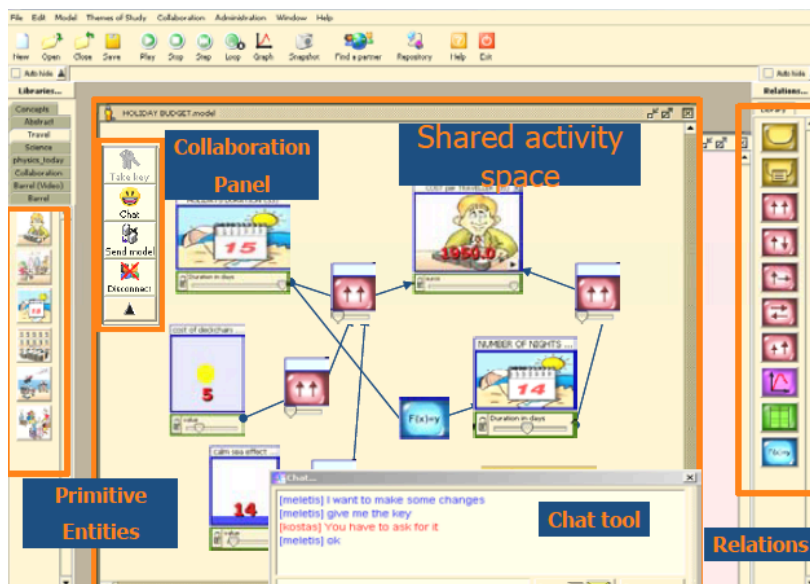 File Edit Model Themes of Study Collaboration Administration Window Help
New Open Close Save Play Stop Step Loop Graph Snapshot Find a partner Repository Help Exit
Auto hide
Auto hide
Libraries...
Relations...
Concepts
Abstract
Travel
Science
physics_today
Collaboration
Barrel (Video)
Barrel
Library
HOLIDAY BUDGET.model
Take key
Chat
Send model
Disconnect
Collaboration
Panel
Shared activity
space
15
Duration in days
COST per TRAVELER
1950.0
cost of deckchair ...
5
value
F(x)=y
NUMBER OF NIGHTS
14
Duration in days
calm sea effect ...
14
F(x)=y
Primitive
Entities
Chat...
[meletis] I want to make some changes
[meletis] give me the key
[kostas] You have to ask for it
[meletis] ok
Chat tool
Relations